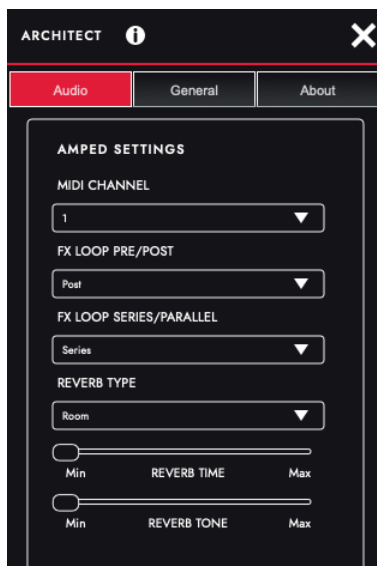 ARCHITECT i
Audio General About
AMPED SETTINGS
MIDI CHANNEL
1
FX LOOP PRE/POST
Post
FX LOOP SERIES/PARALLEL
Series
REVERB TYPE
Room
Min REVERB TIME Max
Min REVERB TONE Max